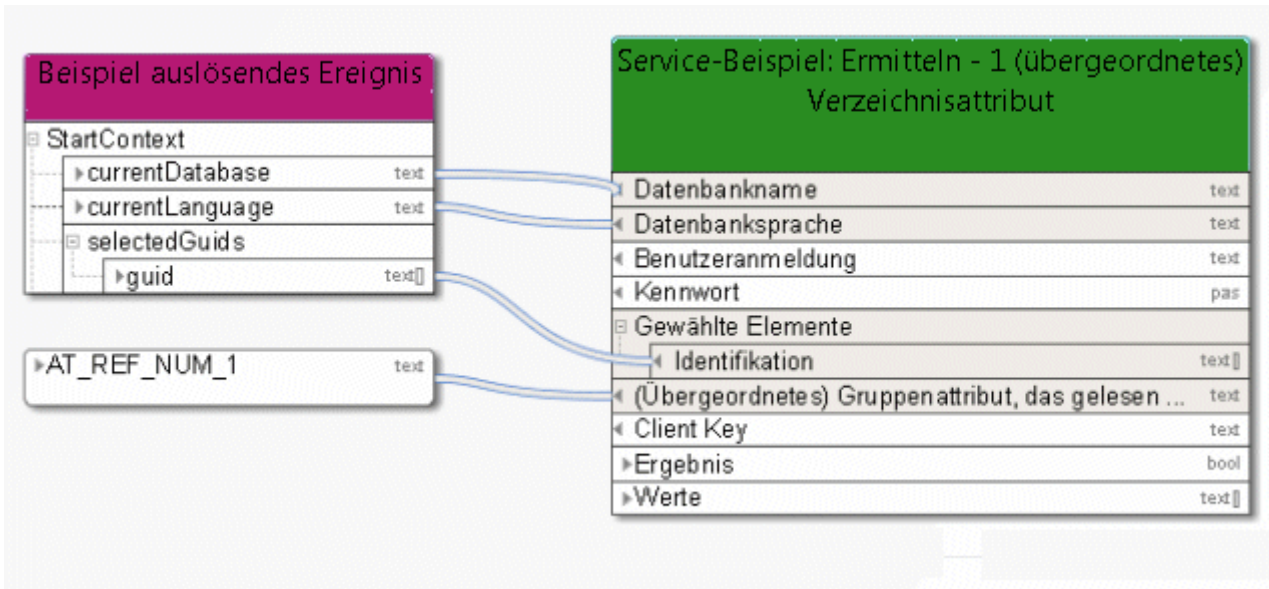 Beispiel auslösendes Ereignis
StartContext
currentDatabase text
currentLanguage text
selectedGuids
guid text[]
AT_REF_NUM_1 text
Service-Beispiel: Ermitteln - 1 (übergeordnetes)
Verzeichnisattribut
Datenbankname text
Datenbanksprache text
Benutzeranmeldung text
Kennwort pas
Gewählte Elemente
Identifikation text[]
(Übergeordnetes) Gruppenattribut, das gelesen ... text
Client Key text
Ergebnis bool
Werte text[]